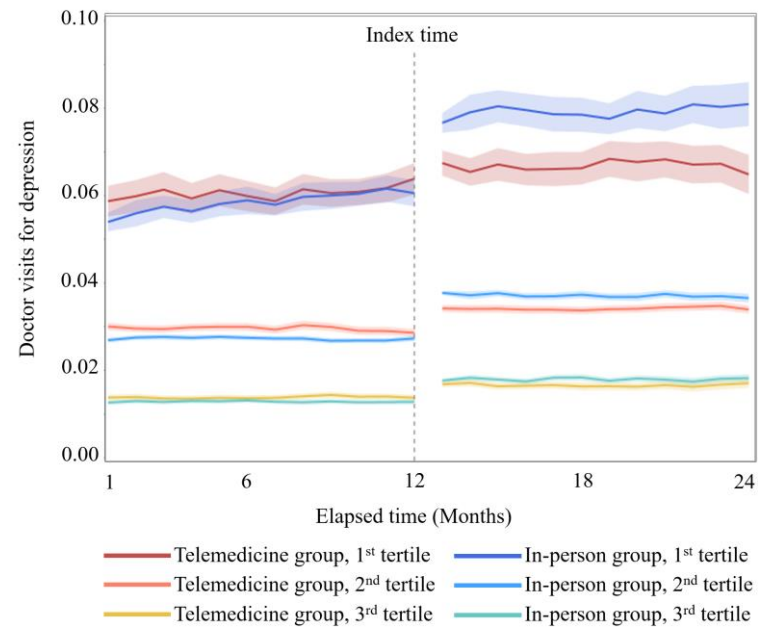 0.10
Index time
0.08
0.06
0.04
0.02
0.00
Doctor visits for depression
1 6 12 18 24
Elapsed time (Months)
Telemedicine group, 1st tertile In-person group, 1st tertile
Telemedicine group, 2nd tertile In-person group, 2nd tertile
Telemedicine group, 3rd tertile In-person group, 3rd tertile